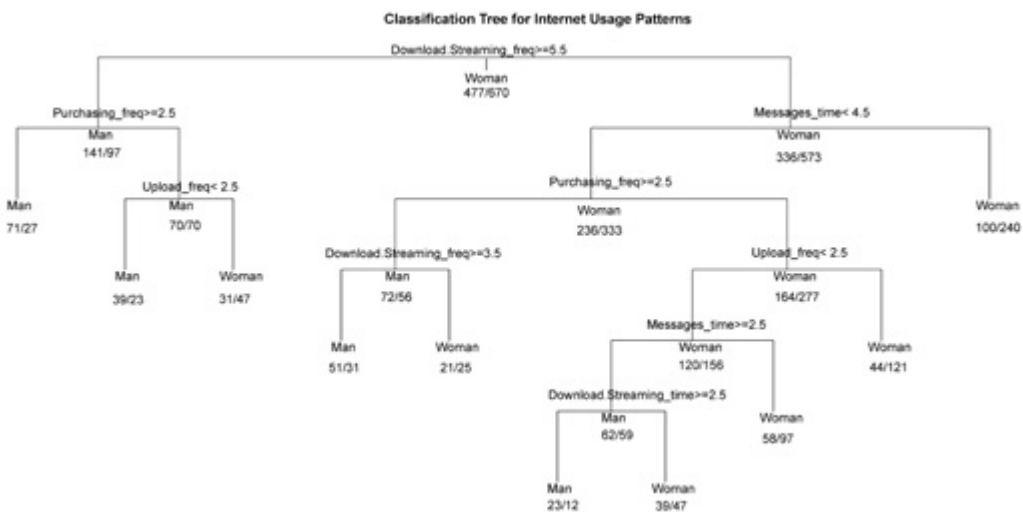 Classification Tree for Internet Usage Patterns
Download.Streaming_freq>=5.5
Woman
477/670
Purchasing_freq>=2.5
Man
141/97
Messages_time< 4.5
Woman
336/573
Man
71/27
Upload_freq< 2.5
Man
70/70
Purchasing_freq>=2.5
Woman
236/333
Woman
100/240
Man
39/23
Woman
31/47
Download.Streaming_freq>=3.5
Man
72/56
Upload_freq< 2.5
Woman
164/277
Man
51/31
Woman
21/25
Messages_time>=2.5
Woman
120/156
Woman
44/121
Download.Streaming_time>=2.5
Man
62/59
Woman
58/97
Man
23/12
Woman
39/47